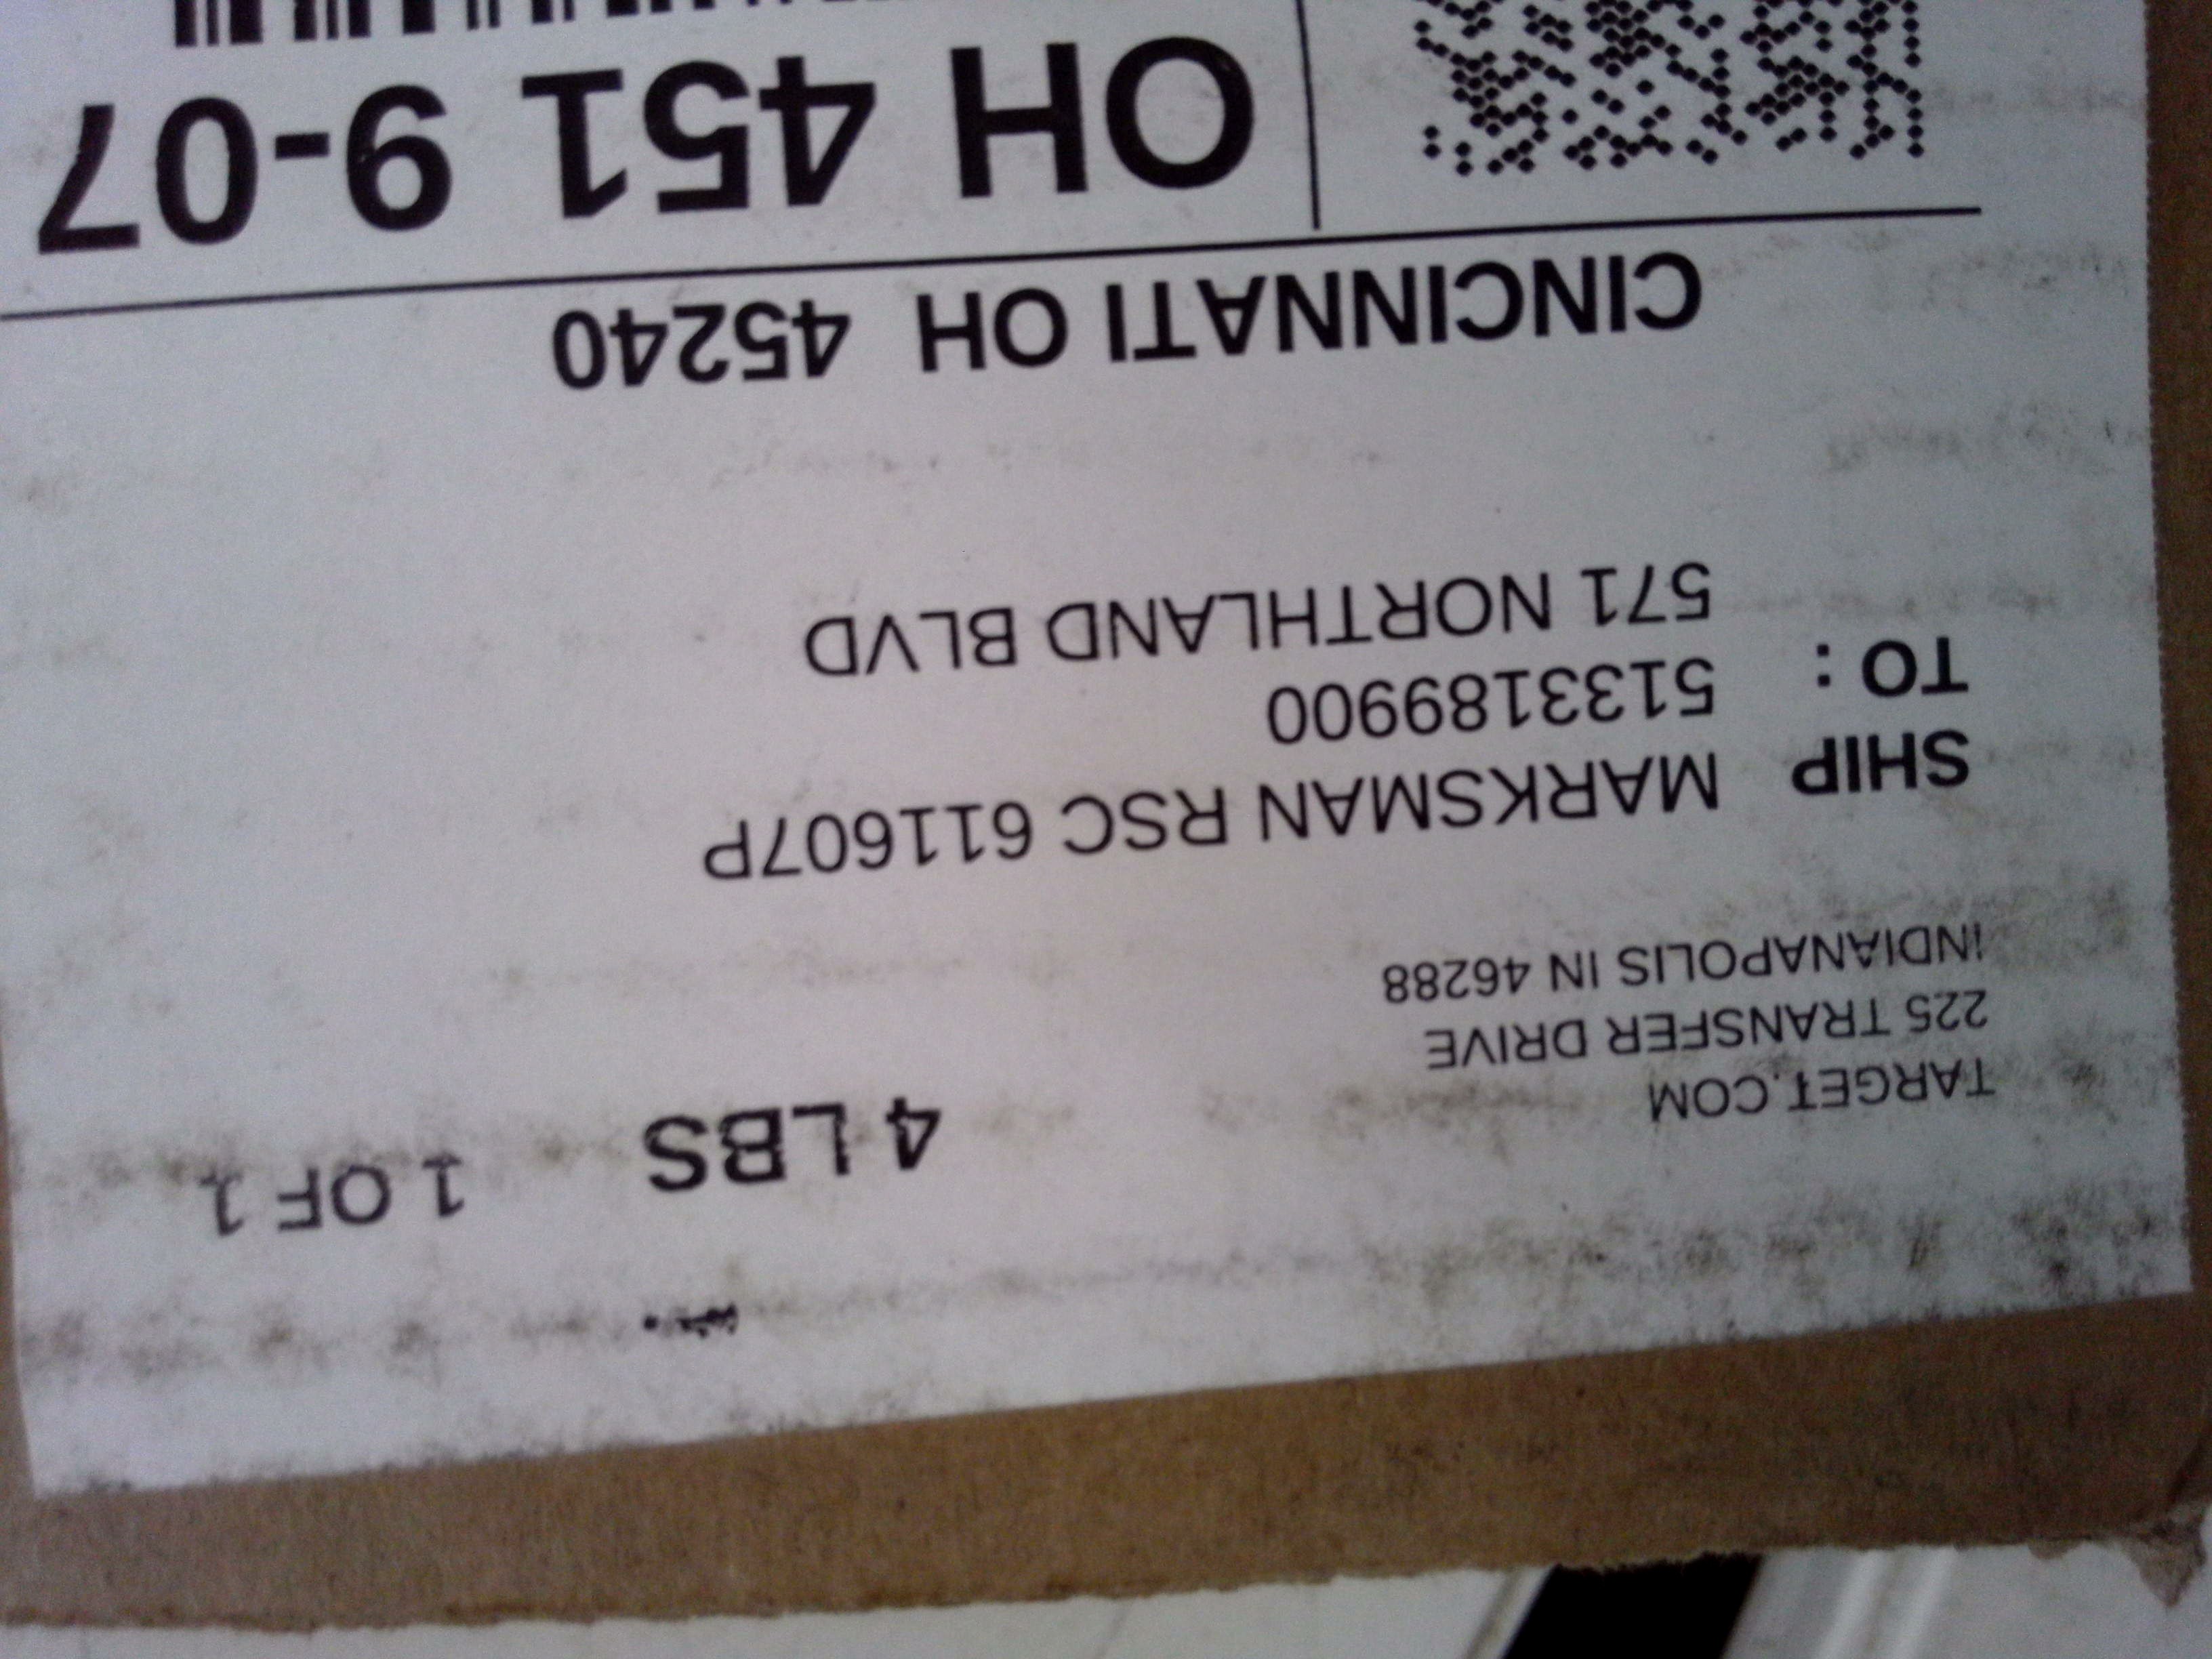 TARGET.COM
225 TRANSFER DRIVE
INDIANAPOLIS IN 46288
4 LBS
1 OF 1
SHIP
TO :
MARKSMAN RSC 611607P
5133189900
571 NORTHLAND BLVD
CINCINNATI OH 45240
OH 451 9-07